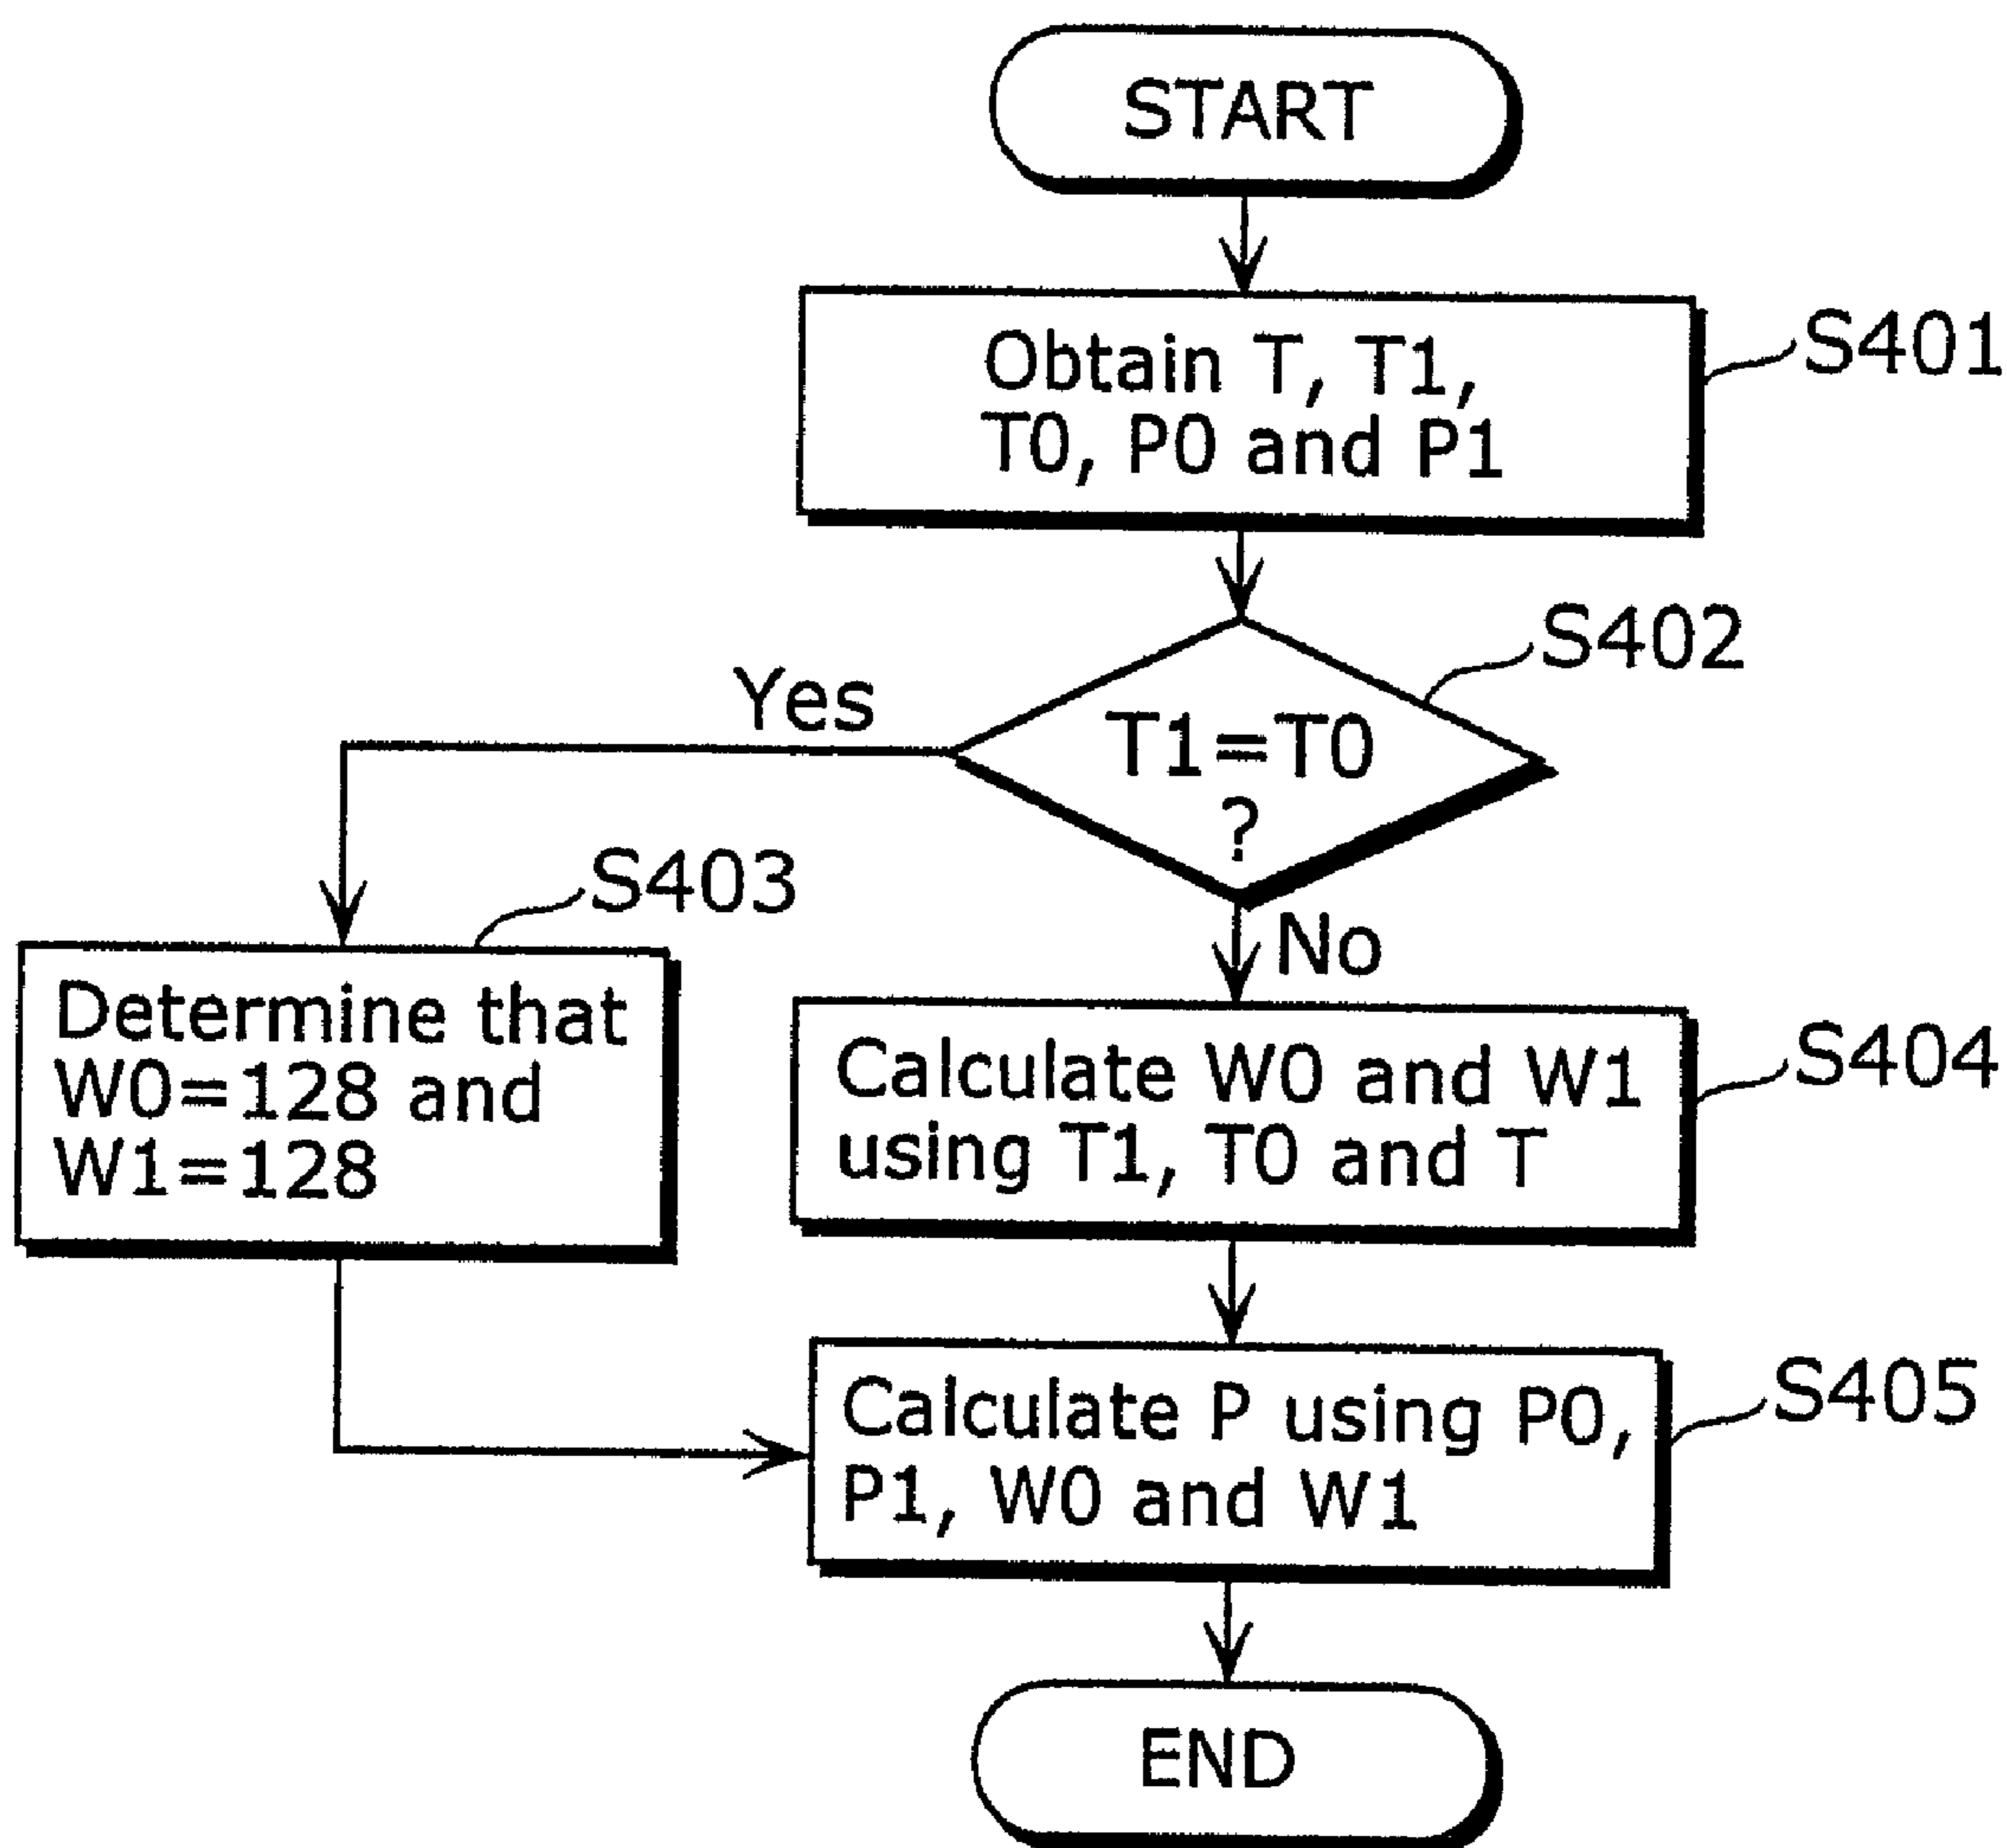 START
Obtain T, T1,
T0, P0 and P1
S401
S402
T1=T0
?
Yes
No
S403
Determine that
W0=128 and
W1=128
Calculate W0 and W1
using T1, T0 and T
S404
Calculate P using P0,
P1, W0 and W1
S405
END